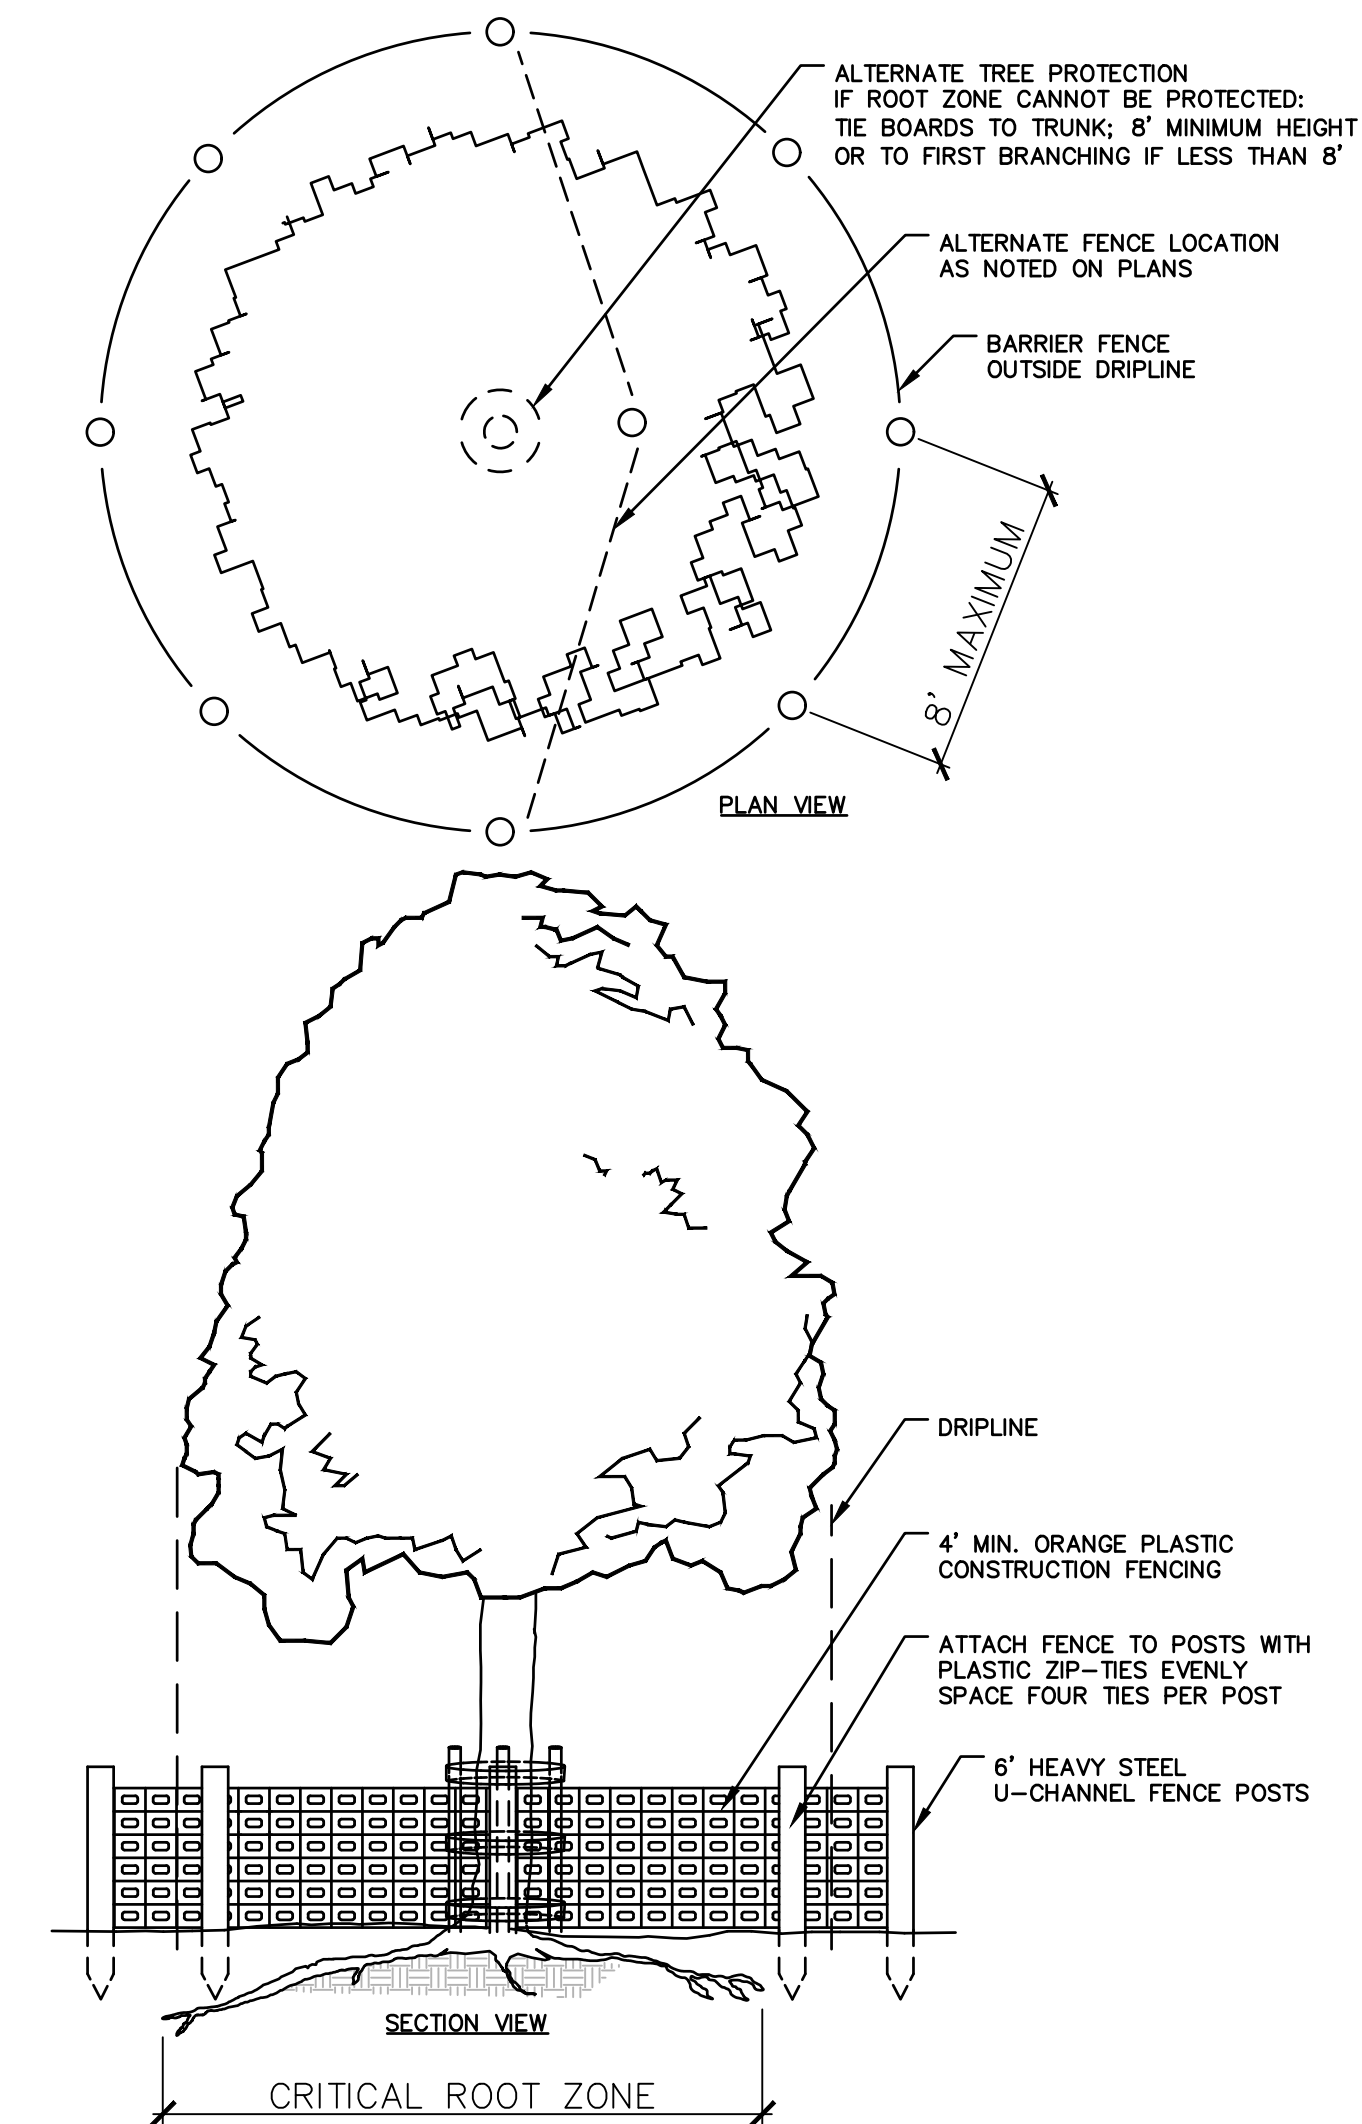 ALTERNATE TREE PROTECTION
IF ROOT ZONE CANNOT BE PROTECTED:
TIE BOARDS TO TRUNK; 8' MINIMUM HEIGHT
OR TO FIRST BRANCHING IF LESS THAN 8'
ALTERNATE FENCE LOCATION
AS NOTED ON PLANS
BARRIER FENCE
OUTSIDE DRIPLINE
8' MAXIMUM
PLAN VIEW
DRIPLINE
4' MIN. ORANGE PLASTIC
CONSTRUCTION FENCING
ATTACH FENCE TO POSTS WITH
PLASTIC ZIP-TIES EVENLY
SPACE FOUR TIES PER POST
6' HEAVY STEEL
U-CHANNEL FENCE POSTS
SECTION VIEW
CRITICAL ROOT ZONE